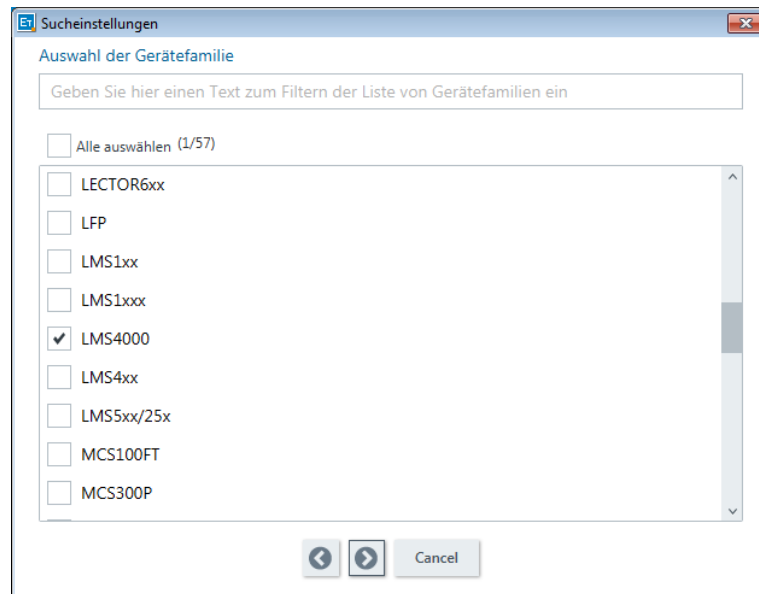 ET Sucheinstellungen
Auswahl der Gerätefamilie
Geben Sie hier einen Text zum Filtern der Liste von Gerätefamilien ein
Alle auswählen (1/57)
LECTOR6xx
LFP
LMS1xx
LMS1xxx
LMS4000
LMS4xx
LMS5xx/25x
MCS100FT
MCS300P
Cancel